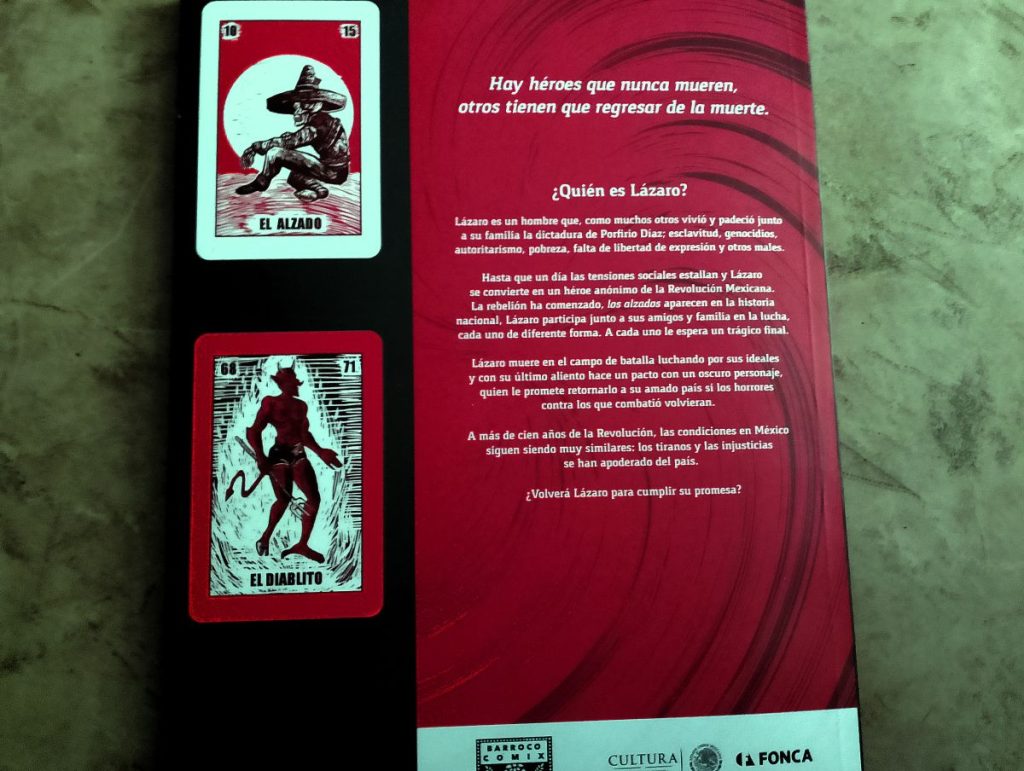 10 15
EL ALZADO
68 71
EL DIABLITO
Hay héroes que nunca mueren,
otros tienen que regresar de la muerte.
¿Quién es Lázaro?
Lázaro es un hombre que, como muchos otros vivió y padeció junto
a su familia la dictadura de Porfirio Díaz; esclavitud, genocidios,
autoritarismo, pobreza, falta de libertad de expresión y otros males.
Hasta que un día las tensiones sociales estallan y Lázaro
se convierte en un héroe anónimo de la Revolución Mexicana.
La rebelión ha comenzado, los alzados aparecen en la historia
nacional, Lázaro participa junto a sus amigos y familia en la lucha,
cada uno de diferente forma. A cada uno le espera un trágico final.
Lázaro muere en el campo de batalla luchando por sus ideales
y con su último aliento hace un pacto con un oscuro personaje,
quien le promete retornarlo a su amado país si los horrores
contra los que combatió volvieran.
A más de cien años de la Revolución, las condiciones en México
siguen siendo muy similares: los tiranos y las injusticias
se han apoderado del país.
¿Volverá Lázaro para cumplir su promesa?
BARROCO
COMIX
CULTURA
FONCA